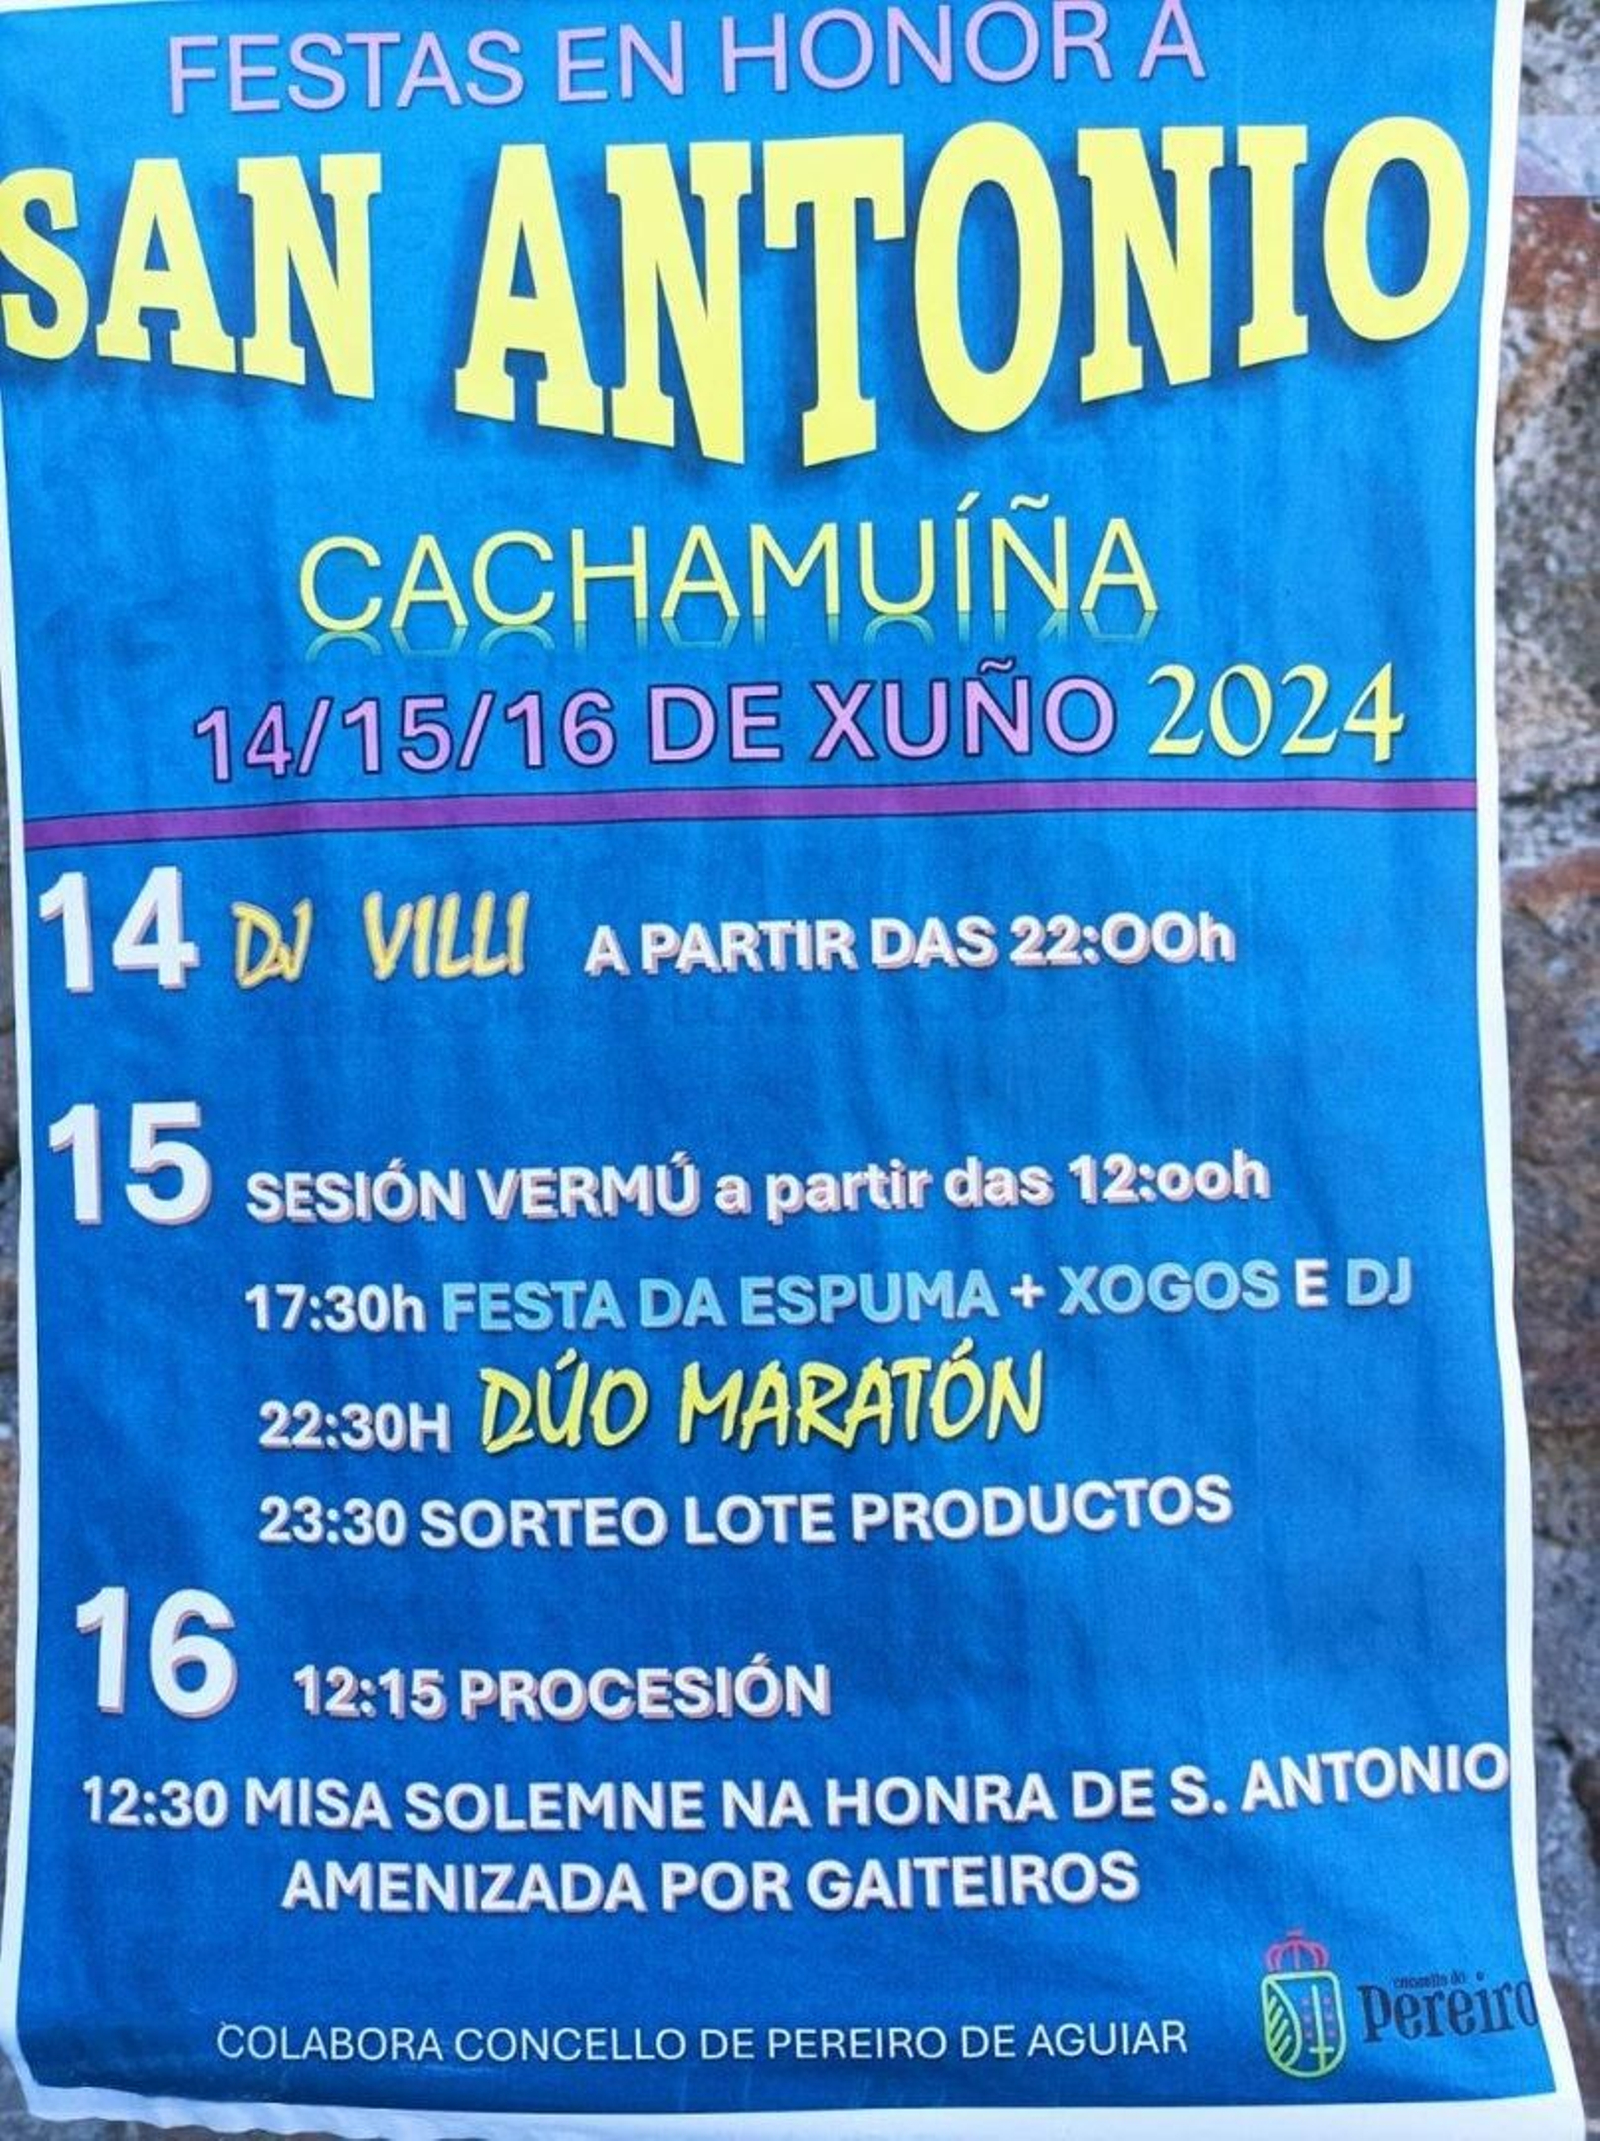 FESTAS EN HONOR A
SAN ANTONIO
CACHAMUÍÑA
14/15/16 DE XUÑO 2024
14 DJ VILLI A PARTIR DAS 22:00h
15 SESIÓN VERMÚ a partir das 12:00h
17:30h FESTA DA ESPUMA + XOGOS E DJ
22:30H DÚO MARATÓN
23:30 SORTEO LOTE PRODUCTOS
16 12:15 PROCESIÓN
12:30 MISA SOLEMNE NA HONRA DE S. ANTONIO
AMENIZADA POR GAITEIROS
COLABORA CONCELLO DE PEREIRO DE AGUIAR
concello do
Pereiro